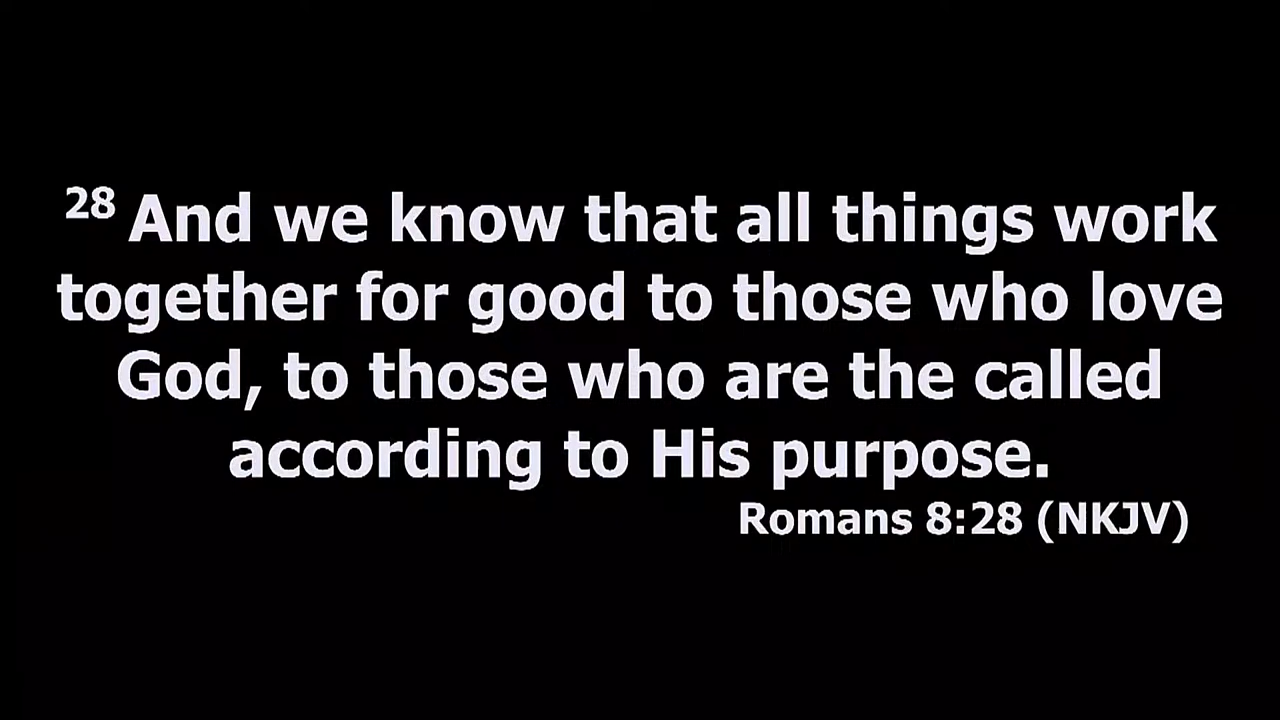 28 And we know that all things work
together for good to those who love
God, to those who are the called
according to His purpose.
Romans 8:28 (NKJV)